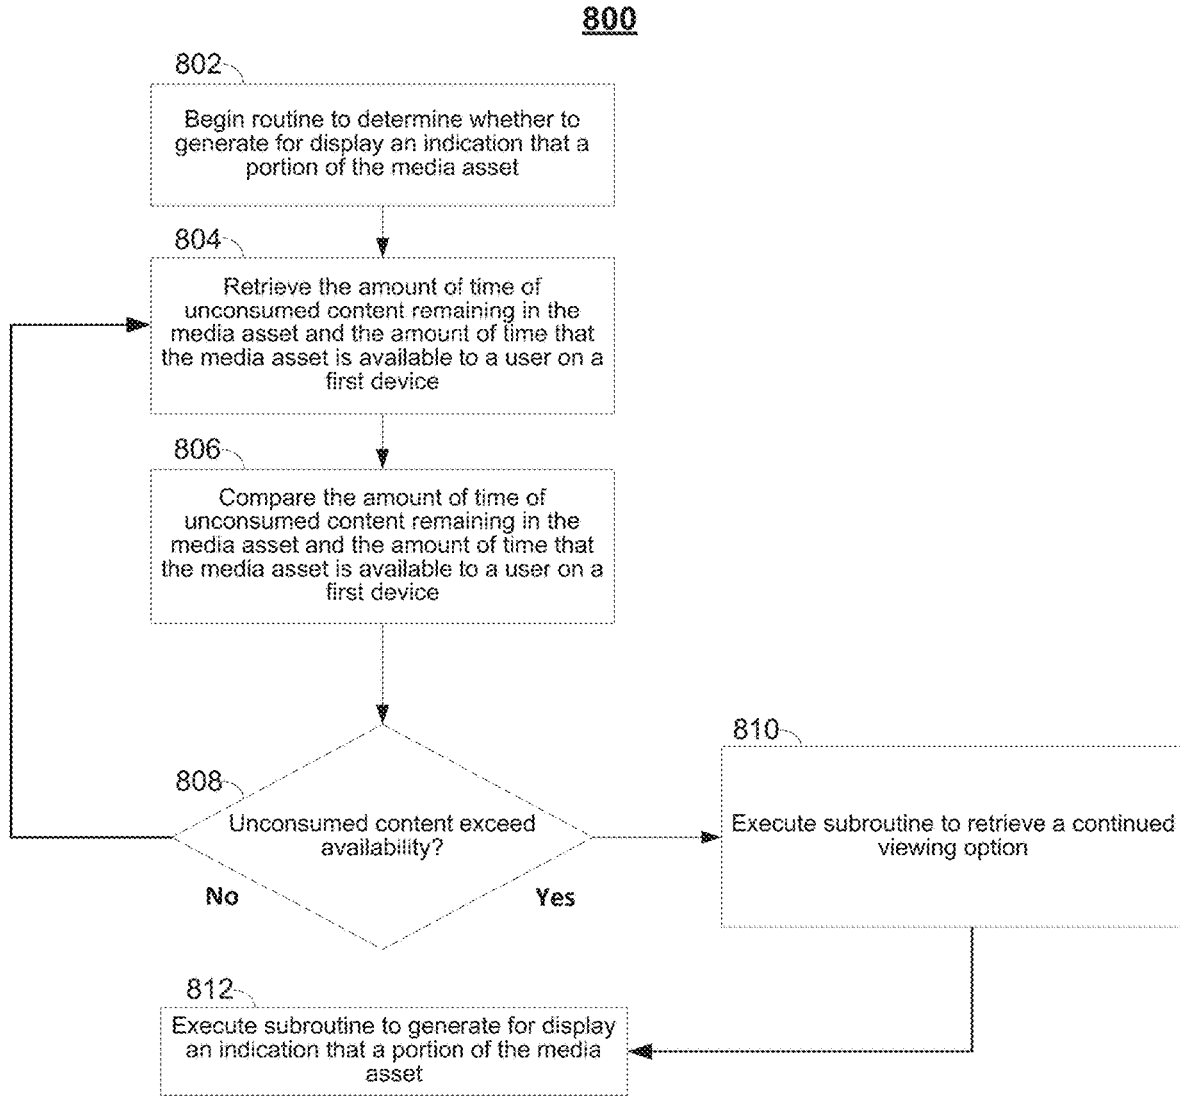 800
802
Begin routine to determine whether to
generate for display an indication that a
portion of the media asset
804
Retrieve the amount of time of
unconsumed content remaining in the
media asset and the amount of time that
the media asset is available to a user on a
first device
806
Compare the amount of time of
unconsumed content remaining in the
media asset and the amount of time that
the media asset is available to a user on a
first device
808
Unconsumed content exceed
availability?
No
Yes
810
Execute subroutine to retrieve a continued
viewing option
812
Execute subroutine to generate for display
an indication that a portion of the media
asset